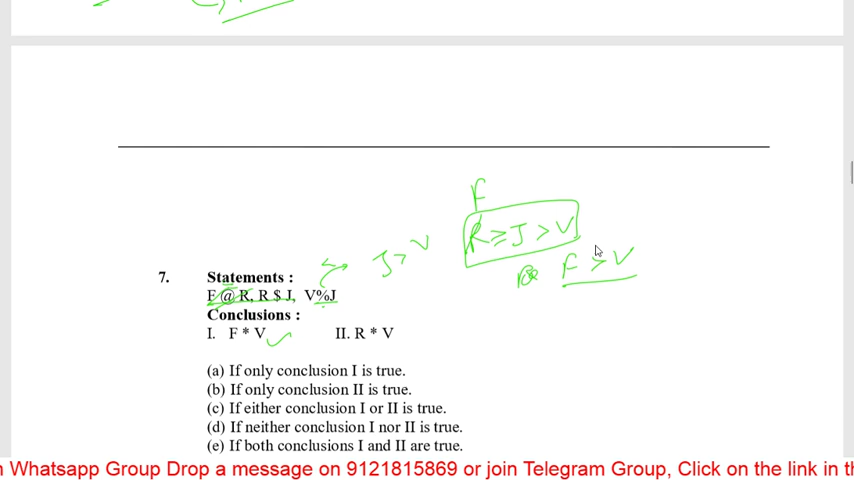 F
R ≥ J > V
J > V
F > V
7. Statements :
F @ R, R $ J, V%J
Conclusions :
I. F * V II. R * V
(a) If only conclusion I is true.
(b) If only conclusion II is true.
(c) If either conclusion I or II is true.
(d) If neither conclusion I nor II is true.
(e) If both conclusions I and II are true.
Whatsapp Group Drop a message on 9121815869 or join Telegram Group, Click on the link in